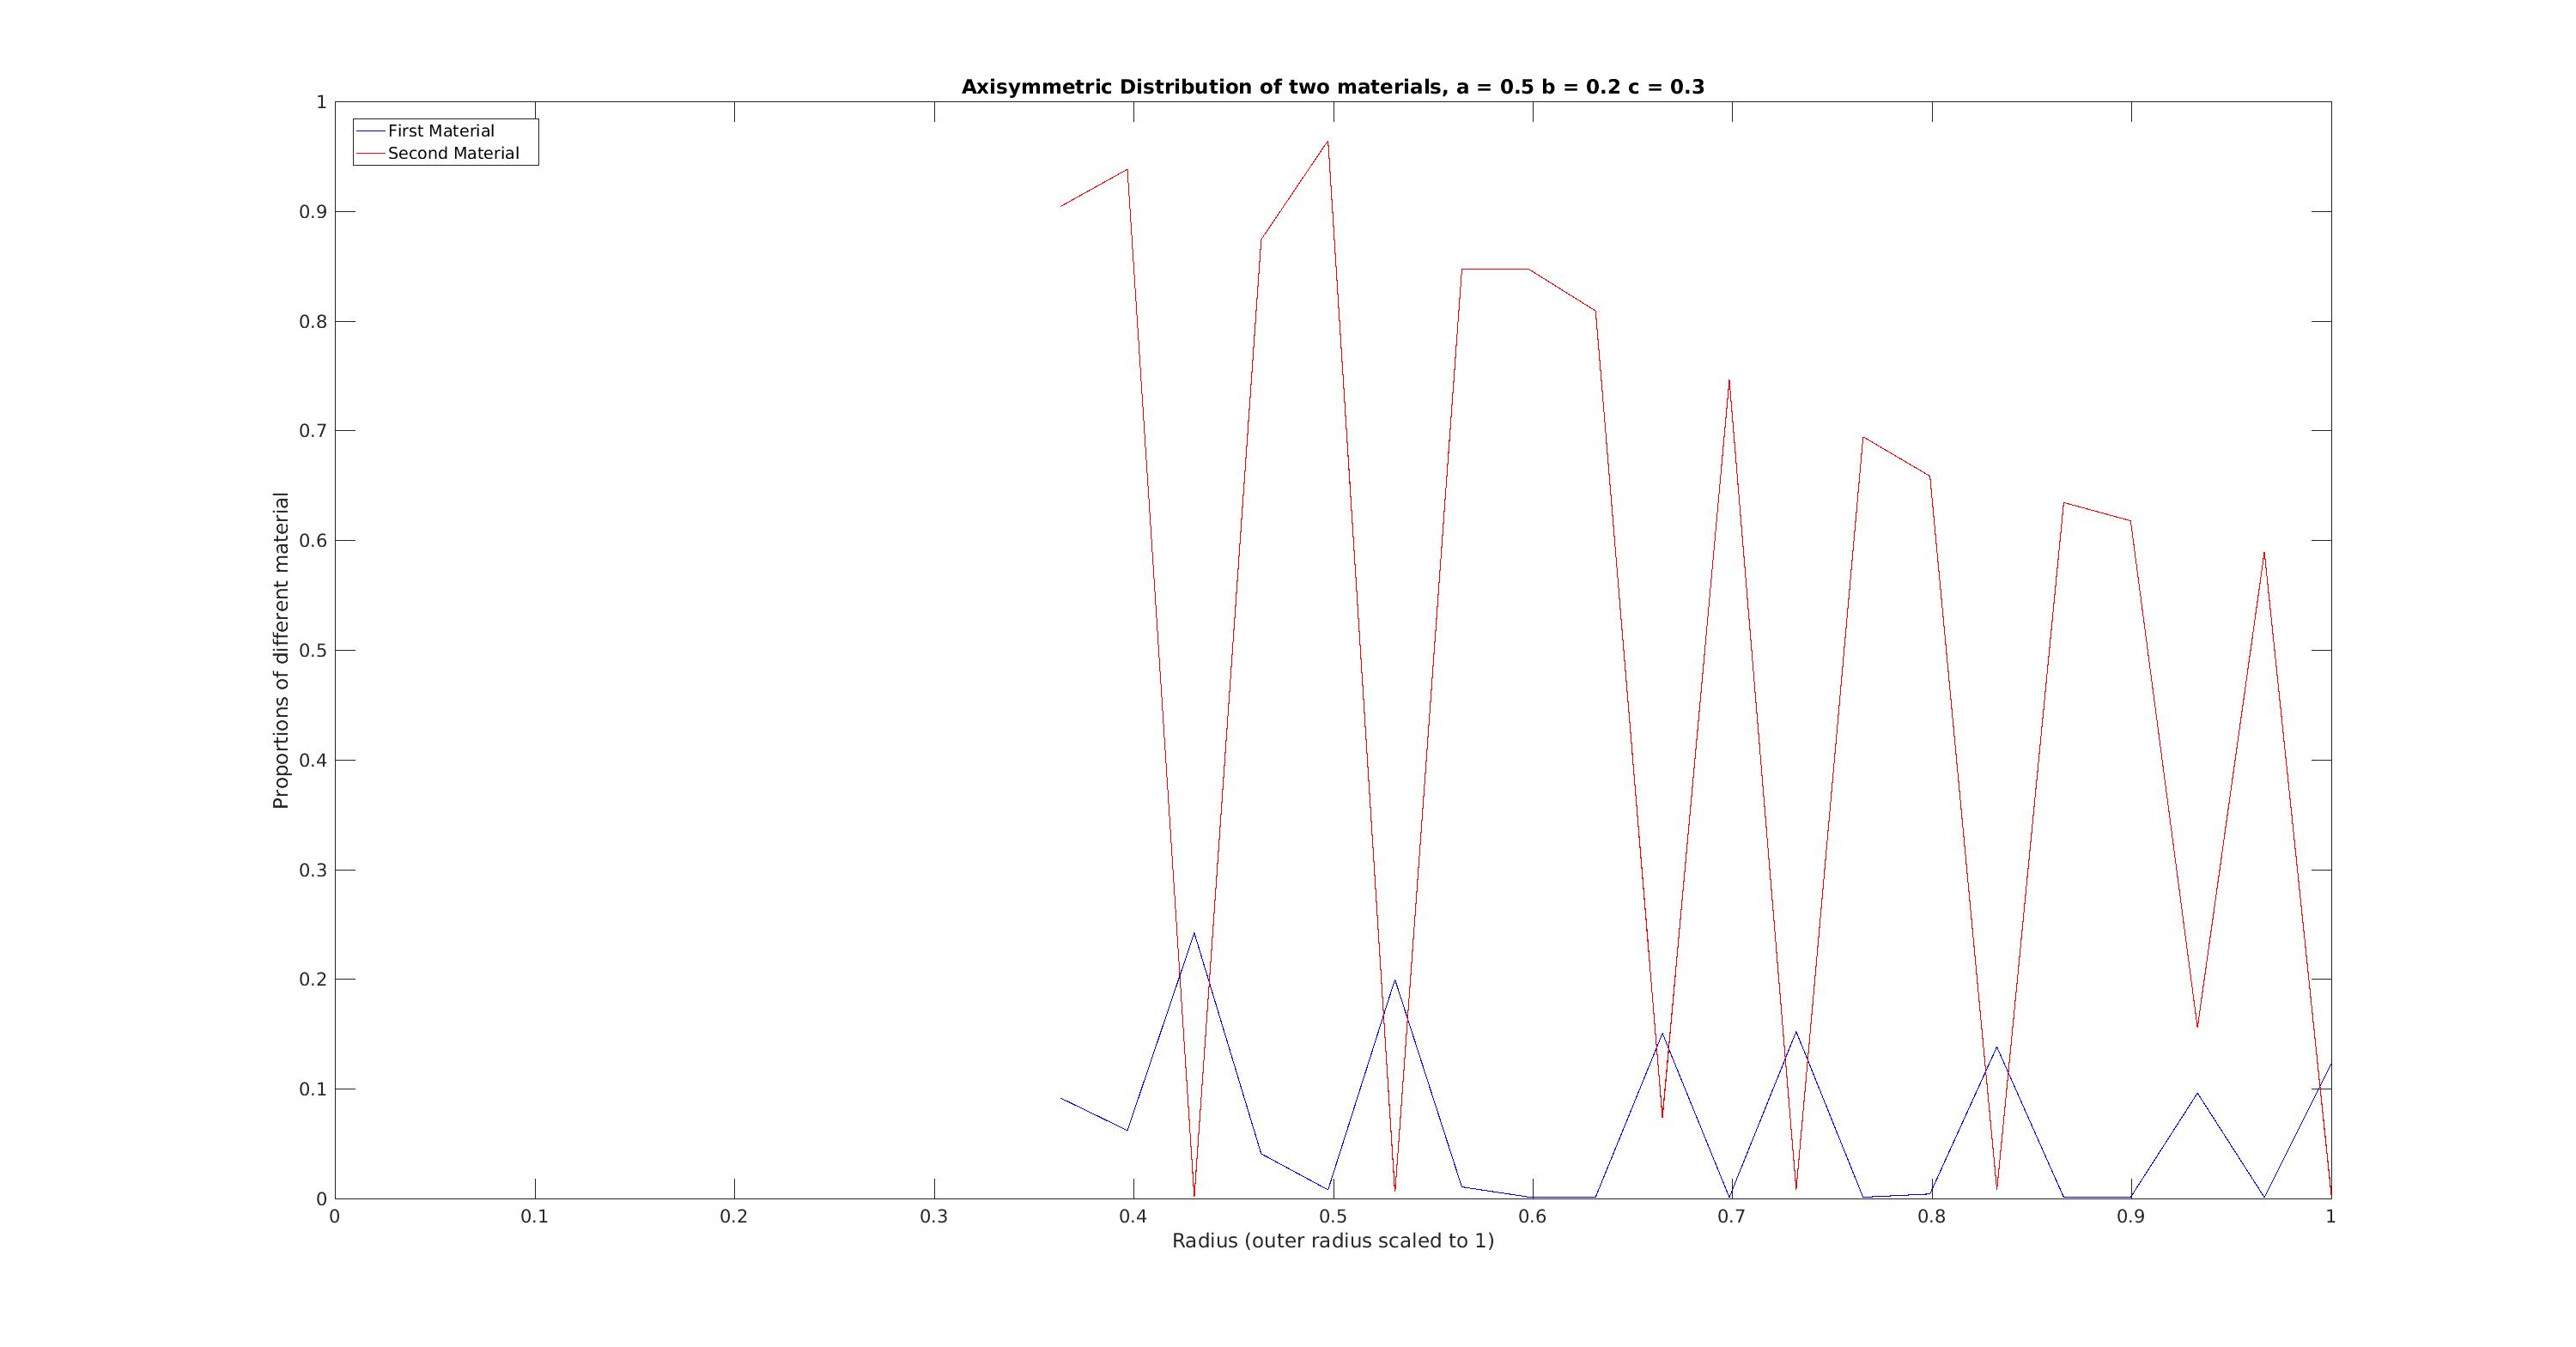 Axisymmetric Distribution of two materials, a = 0.5 b = 0.2 c = 0.3
First Material
Second Material
Proportions of different material
1
0.9
0.8
0.7
0.6
0.5
0.4
0.3
0.2
0.1
0
0 0.1 0.2 0.3 0.4 0.5 0.6 0.7 0.8 0.9 1
Radius (outer radius scaled to 1)